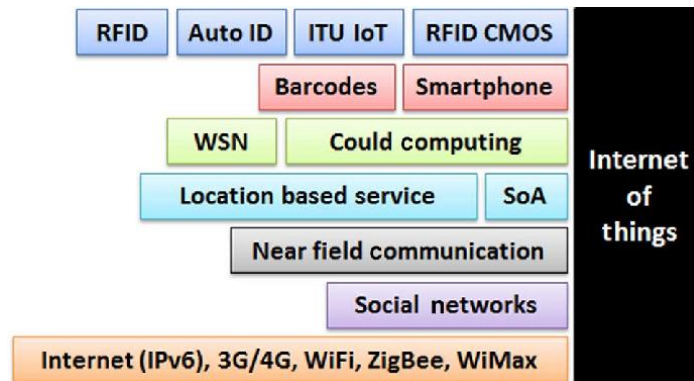 RFID Auto ID ITU IoT RFID CMOS
Barcodes Smartphone
WSN Could computing
Location based service SoA
Near field communication
Social networks
Internet (IPv6), 3G/4G, WiFi, ZigBee, WiMax
Internet
of
things